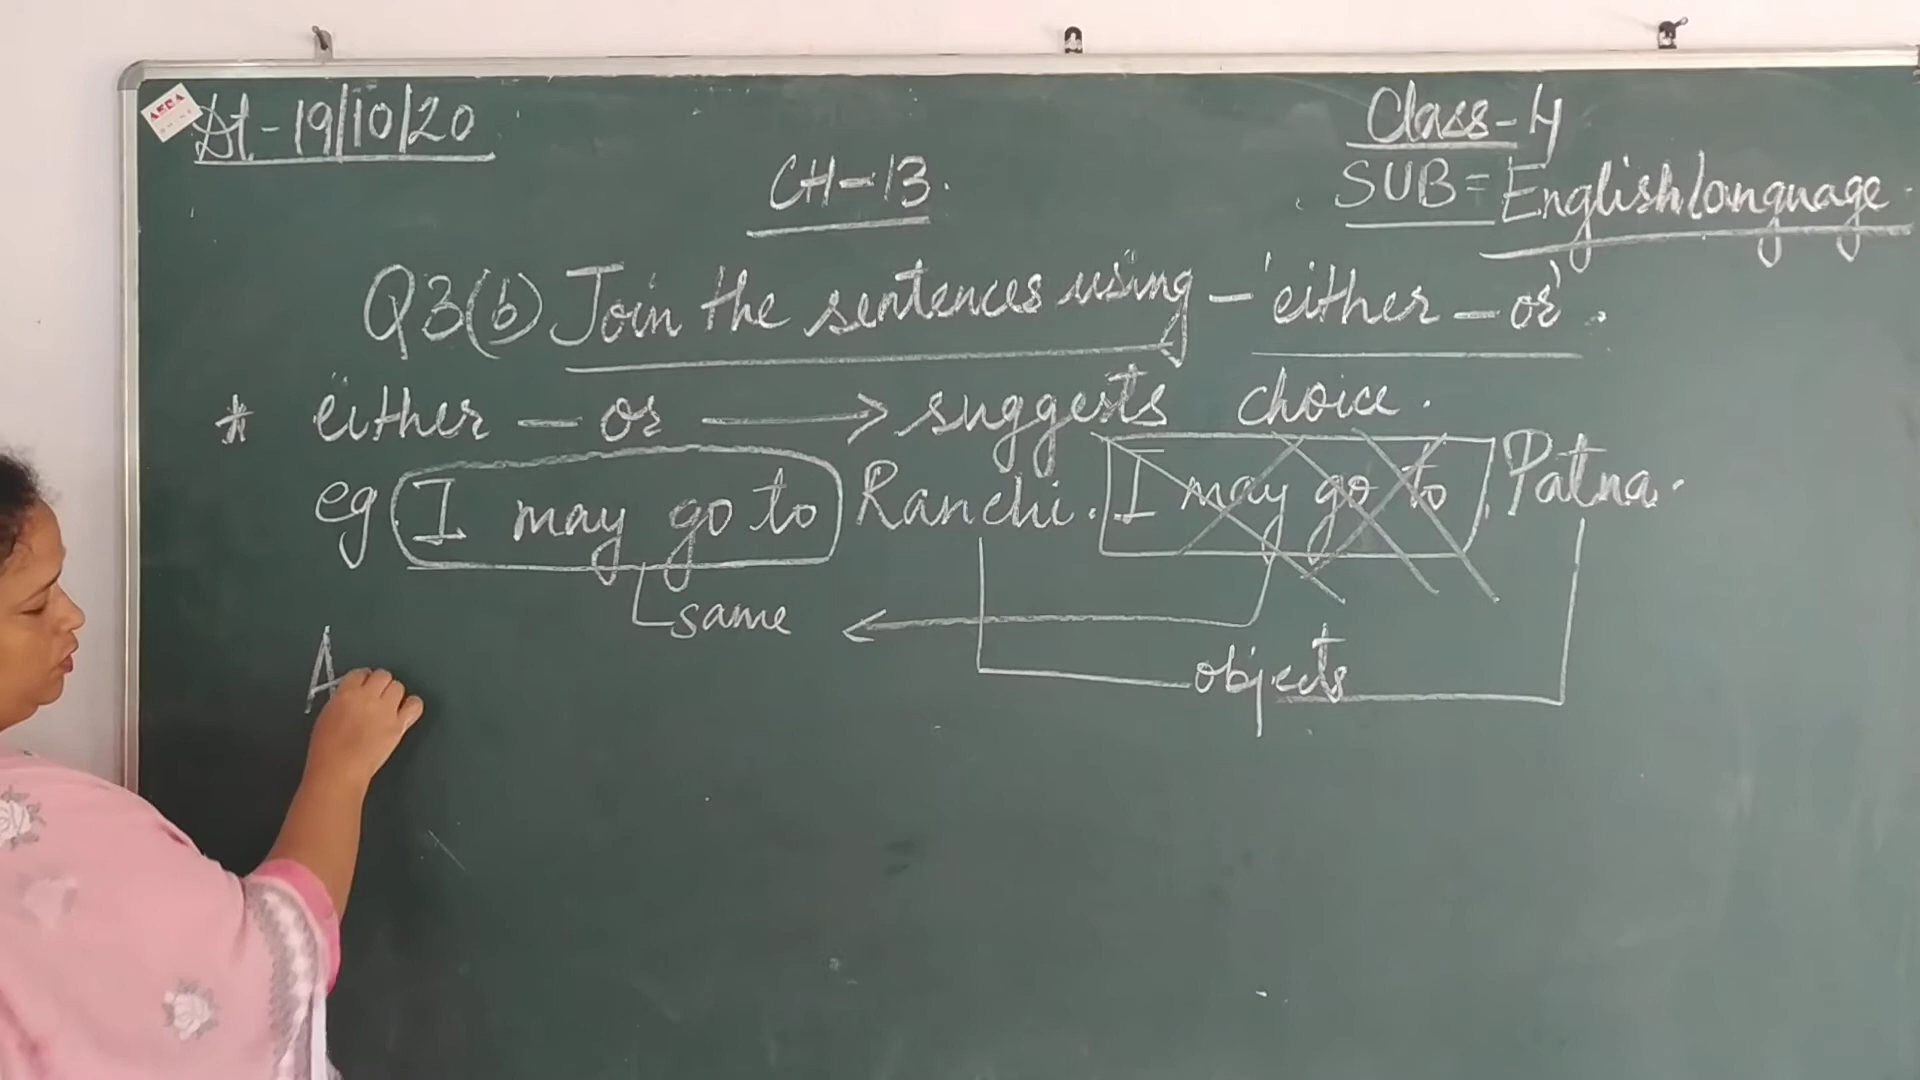 Dt - 19/10/20
Class - 4
CH - 13.
SUB = English language.
Q3(b) Join the sentences using - 'either - or'.
* either - or → suggests choice.
eg I may go to Ranchi. I may go to Patna.
same ←
objects
A